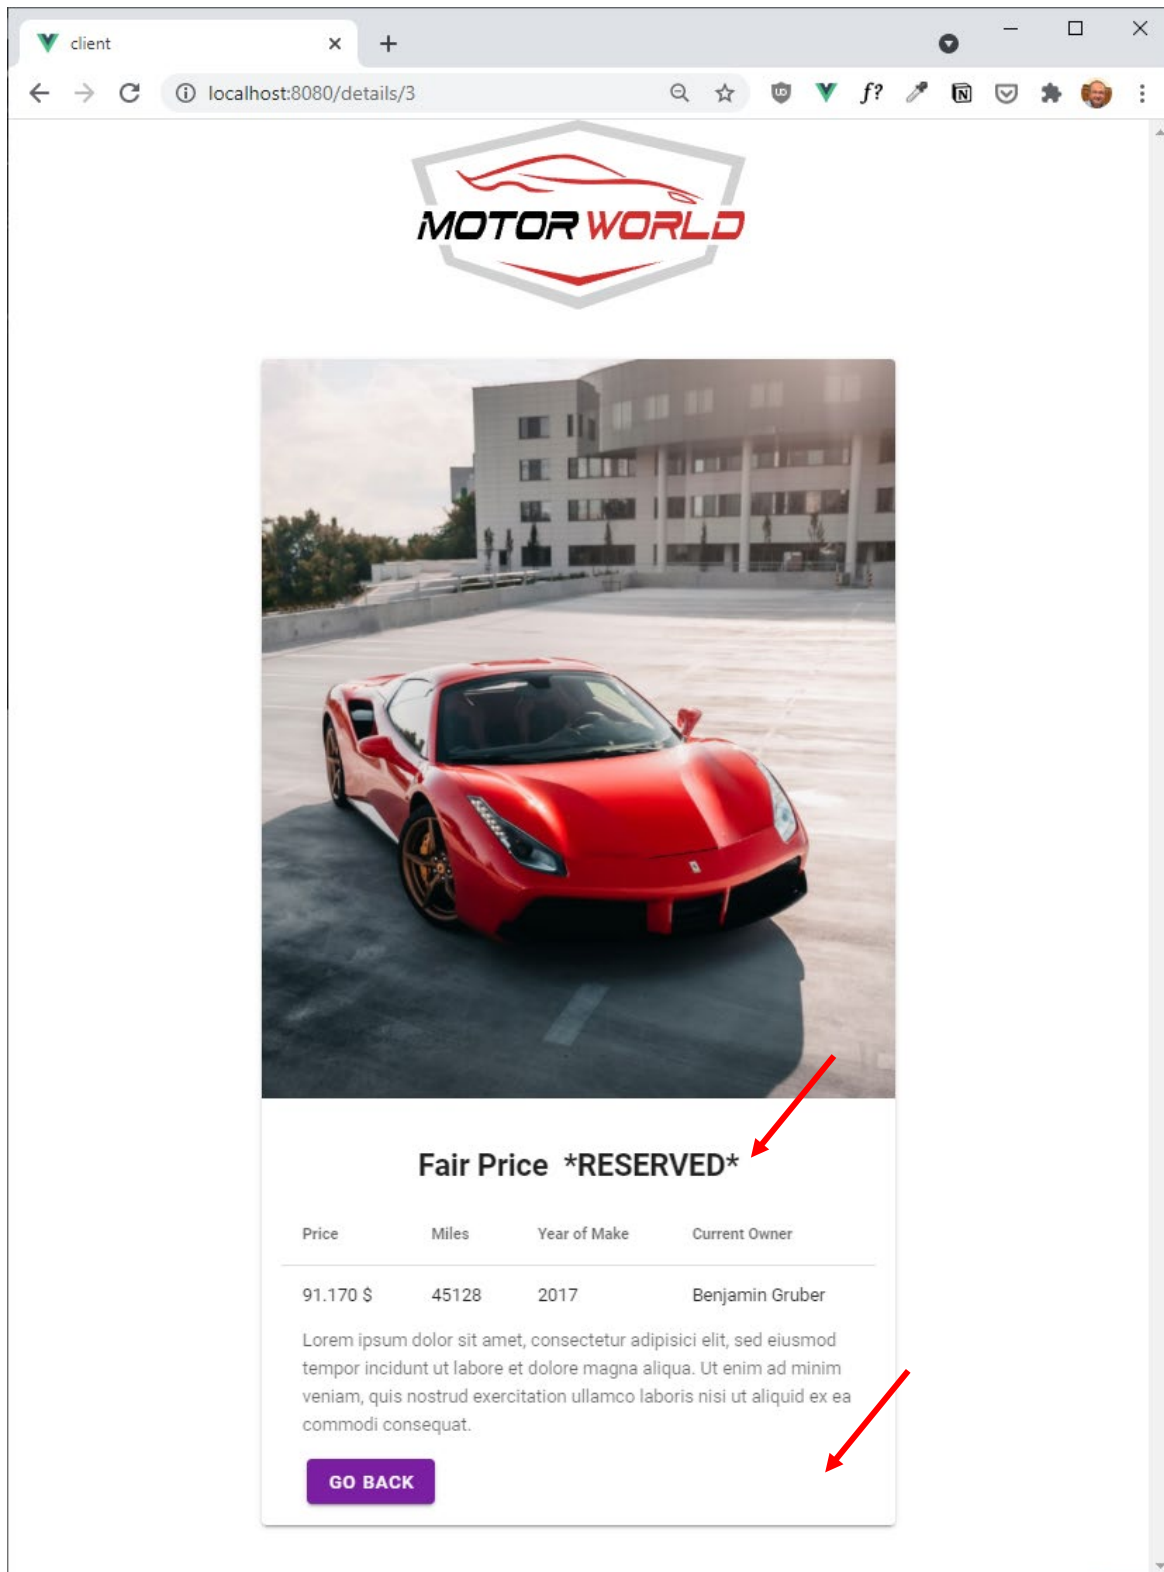 client
localhost:8080/details/3
MOTOR WORLD
Fair Price *RESERVED*
Price Miles Year of Make Current Owner
91.170 $ 45128 2017 Benjamin Gruber
Lorem ipsum dolor sit amet, consectetur adipisici elit, sed eiusmod
tempor incidunt ut labore et dolore magna aliqua. Ut enim ad minim
veniam, quis nostrud exercitation ullamco laboris nisi ut aliquid ex ea
commodi consequat.
GO BACK